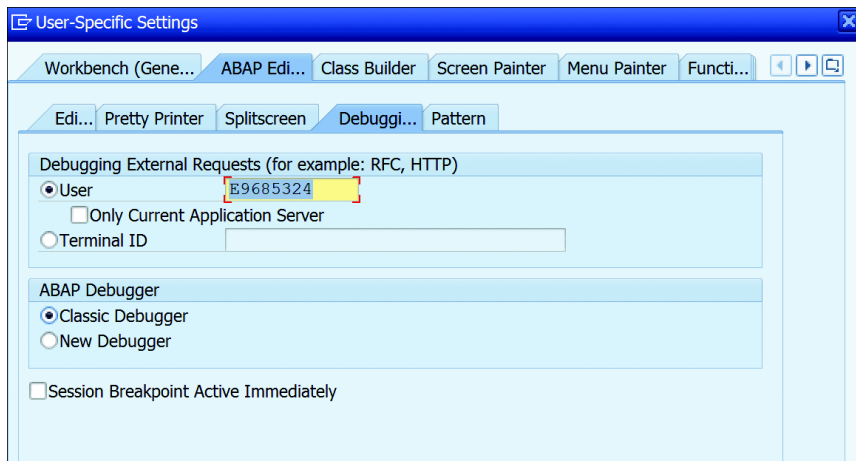 User-Specific Settings
Workbench (Gene... ABAP Edi... Class Builder Screen Painter Menu Painter Functi...
Edi... Pretty Printer Splitscreen Debuggi... Pattern
Debugging External Requests (for example: RFC, HTTP)
User E9685324
Only Current Application Server
Terminal ID
ABAP Debugger
Classic Debugger
New Debugger
Session Breakpoint Active Immediately